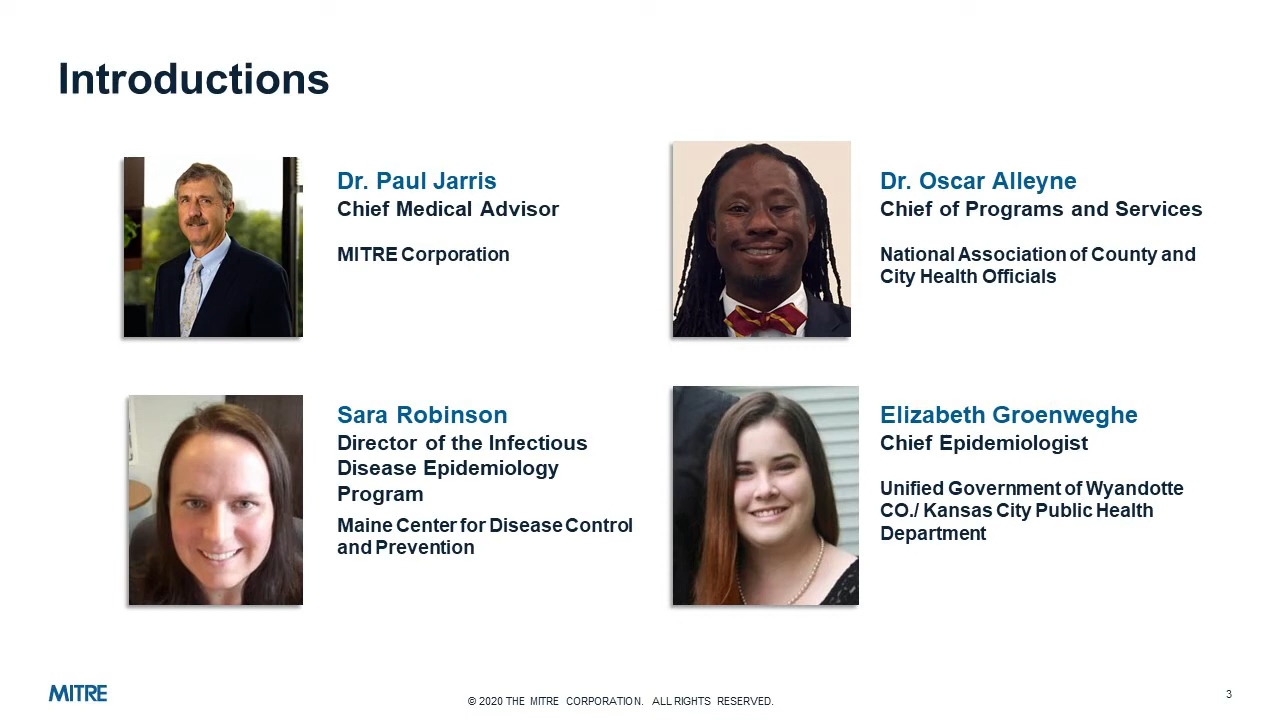 Introductions
Dr. Paul Jarris
Chief Medical Advisor
MITRE Corporation
Dr. Oscar Alleyne
Chief of Programs and Services
National Association of County and
City Health Officials
Sara Robinson
Director of the Infectious
Disease Epidemiology
Program
Maine Center for Disease Control
and Prevention
Elizabeth Groenweghe
Chief Epidemiologist
Unified Government of Wyandotte
CO./ Kansas City Public Health
Department
MITRE
© 2020 THE MITRE CORPORATION. ALL RIGHTS RESERVED.
3